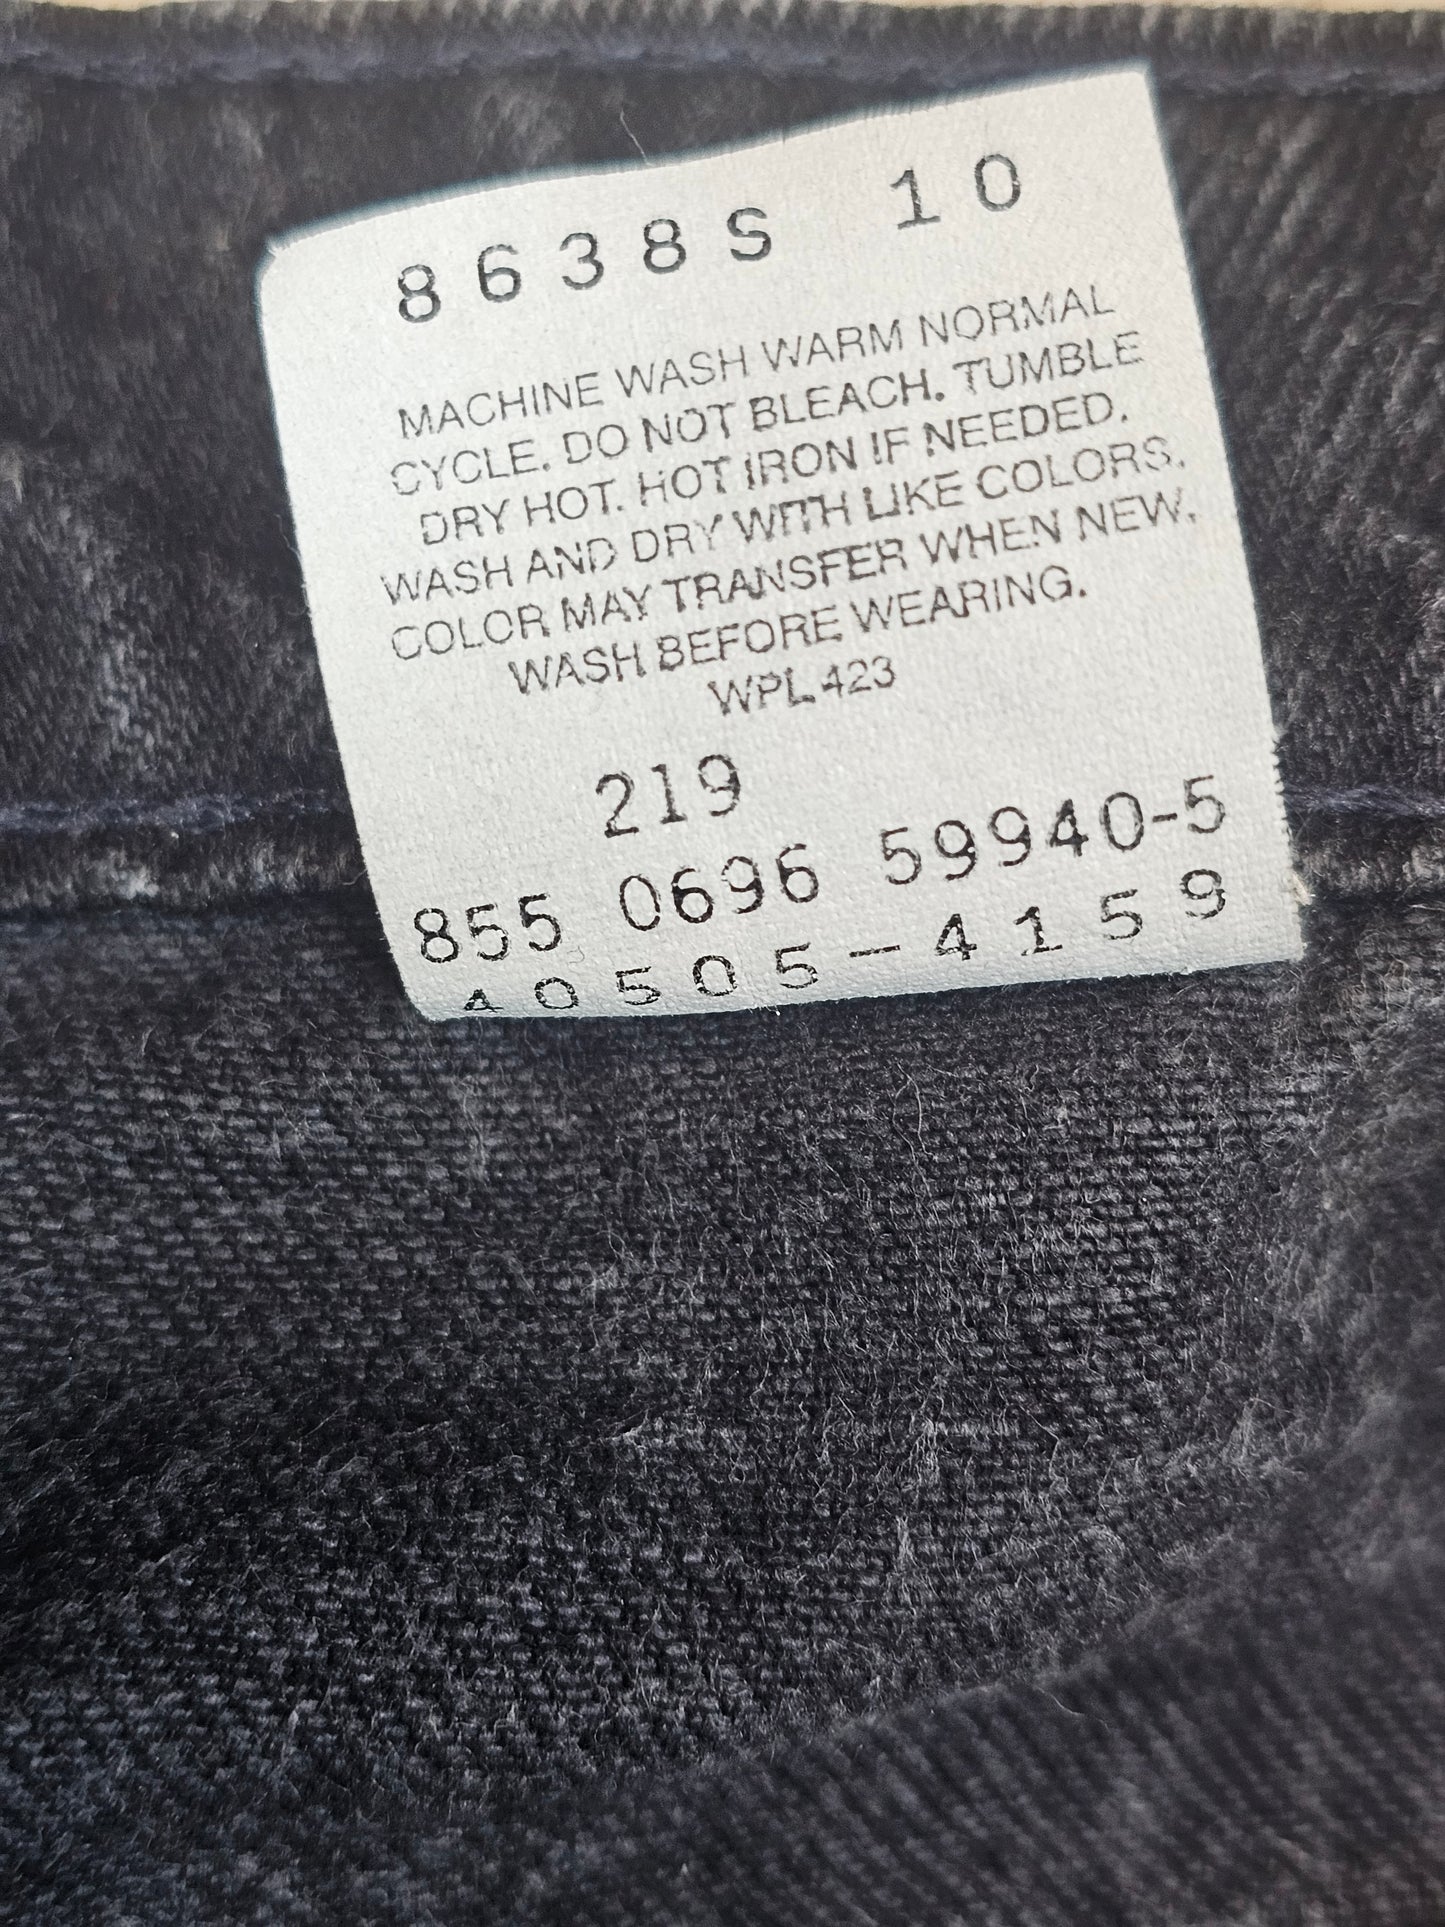 8638S 10
MACHINE WASH WARM NORMAL
CYCLE. DO NOT BLEACH. TUMBLE
DRY HOT. HOT IRON IF NEEDED.
WASH AND DRY WITH LIKE COLORS.
COLOR MAY TRANSFER WHEN NEW.
WASH BEFORE WEARING.
WPL 423
219
855 0696 59940-5
40505-4159